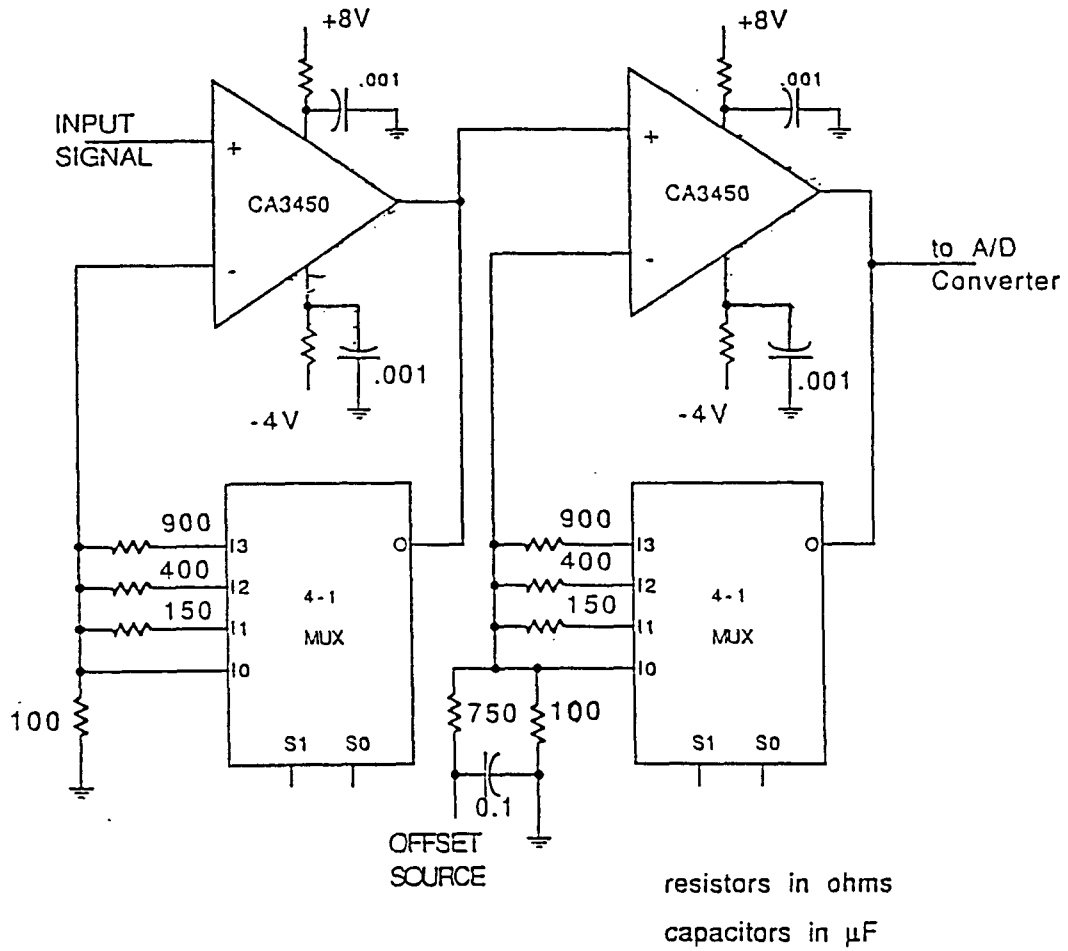 +8V
.001
INPUT
SIGNAL
+
CA3450
-
.001
-4V
+8V
.001
+
CA3450
-
to A/D
Converter
.001
-4V
900
400
150
100
I3
I2
I1
I0
O
4-1
MUX
S1
S0
900
400
150
750
100
0.1
I3
I2
I1
I0
O
4-1
MUX
S1
S0
OFFSET
SOURCE
resistors in ohms
capacitors in µF